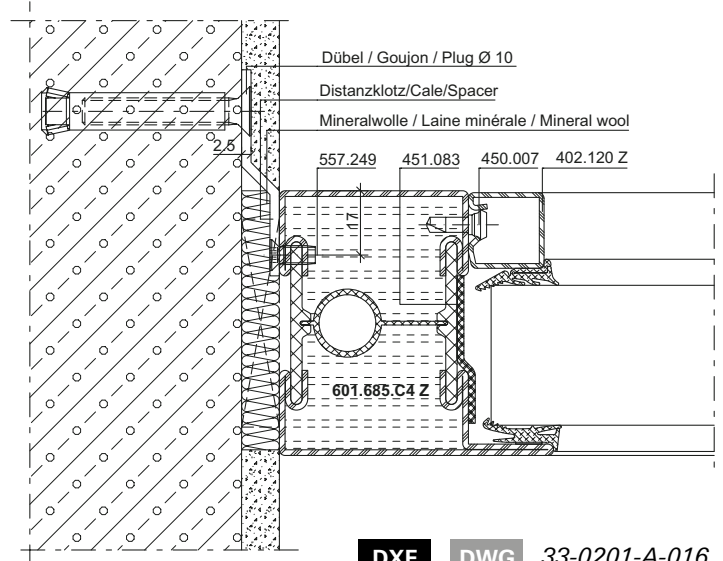 Dübel / Goujon / Plug Ø 10
Distanzklotz/Cale/Spacer
Mineralwolle / Laine minérale / Mineral wool
2.5
557.249 451.083 450.007 402.120 Z
17
601.685.C4 Z
DXF DWG 33-0201-A-016